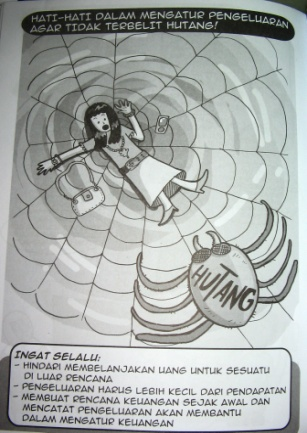 HATI-HATI DALAM MENGATUR PENGELUARAN
AGAR TIDAK TERBELIT HUTANG!
HUTANG
INGAT SELALU:
- HINDARI MEMBELANJAKAN UANG UNTUK SESUATU
DI LUAR RENCANA
- PENGELUARAN HARUS LEBIH KECIL DARI PENDAPATAN
- MEMBUAT RENCANA KEUANGAN SEJAK AWAL DAN
MENCATAT PENGELUARAN AKAN MEMBANTU
DALAM MENGATUR KEUANGAN